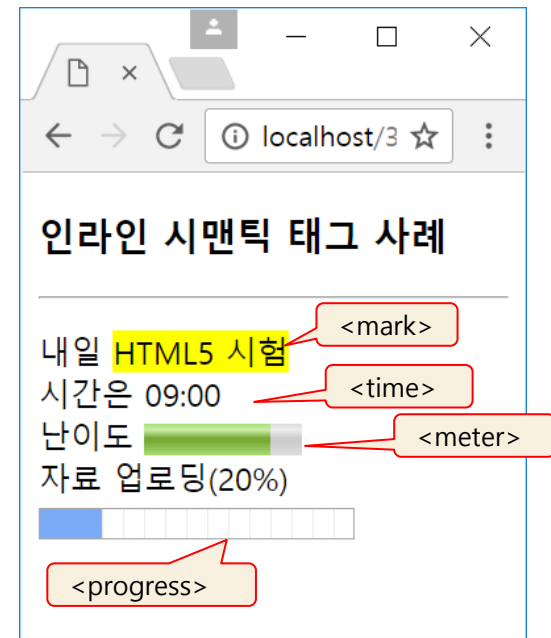 localhost/3
인라인 시맨틱 태그 사례
내일 HTML5 시험
<mark>
시간은 09:00
<time>
난이도
<meter>
자료 업로딩(20%)
<progress>